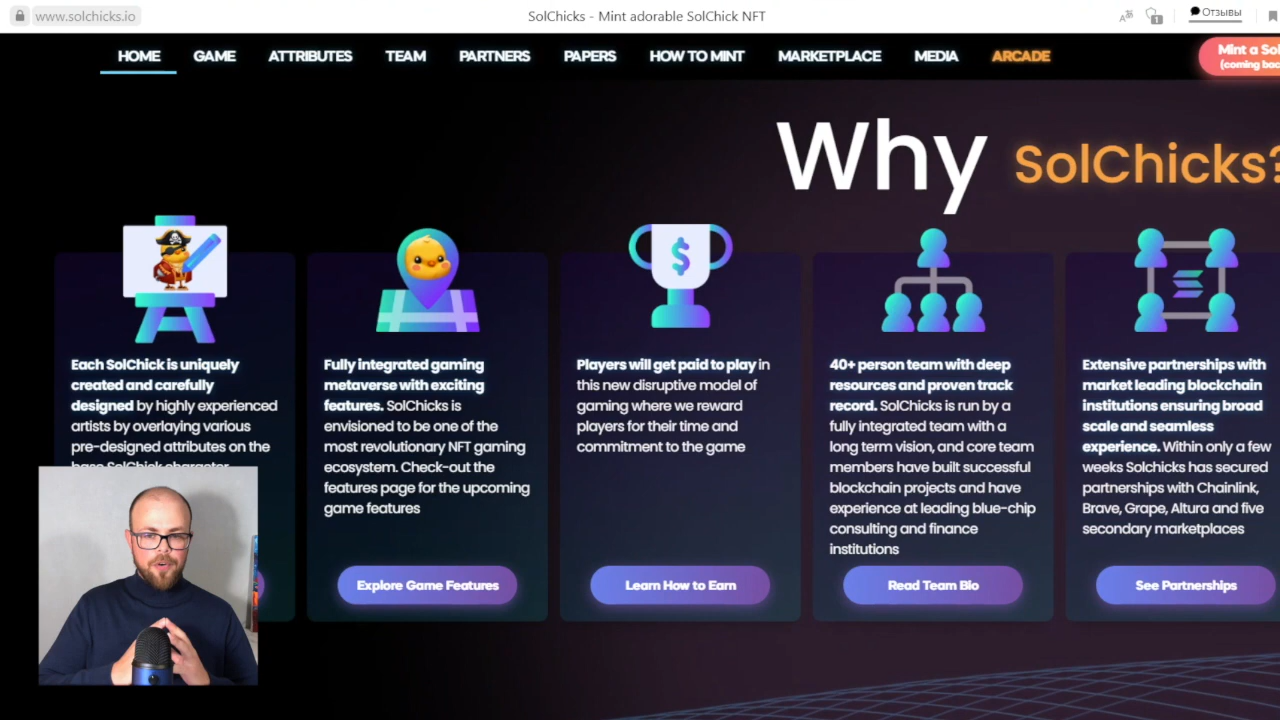 www.solchicks.io
SolChicks - Mint adorable SolChick NFT
Отзывы
1
HOME GAME ATTRIBUTES TEAM PARTNERS PAPERS HOW TO MINT MARKETPLACE MEDIA ARCADE
Mint a Sol
(coming bac
Why SolChicks?
Each SolChick is uniquely
created and carefully
designed by highly experienced
artists by overlaying various
pre-designed attributes on the
base SolChick character
Fully integrated gaming
metaverse with exciting
features. SolChicks is
envisioned to be one of the
most revolutionary NFT gaming
ecosystem. Check-out the
features page for the upcoming
game features
Explore Game Features
$
Players will get paid to play in
this new disruptive model of
gaming where we reward
players for their time and
commitment to the game
Learn How to Earn
40+ person team with deep
resources and proven track
record. SolChicks is run by a
fully integrated team with a
long term vision, and core team
members have built successful
blockchain projects and have
experience at leading blue-chip
consulting and finance
institutions
Read Team Bio
Extensive partnerships with
market leading blockchain
institutions ensuring broad
scale and seamless
experience. Within only a few
weeks Solchicks has secured
partnerships with Chainlink,
Brave, Grape, Altura and five
secondary marketplaces
See Partnerships